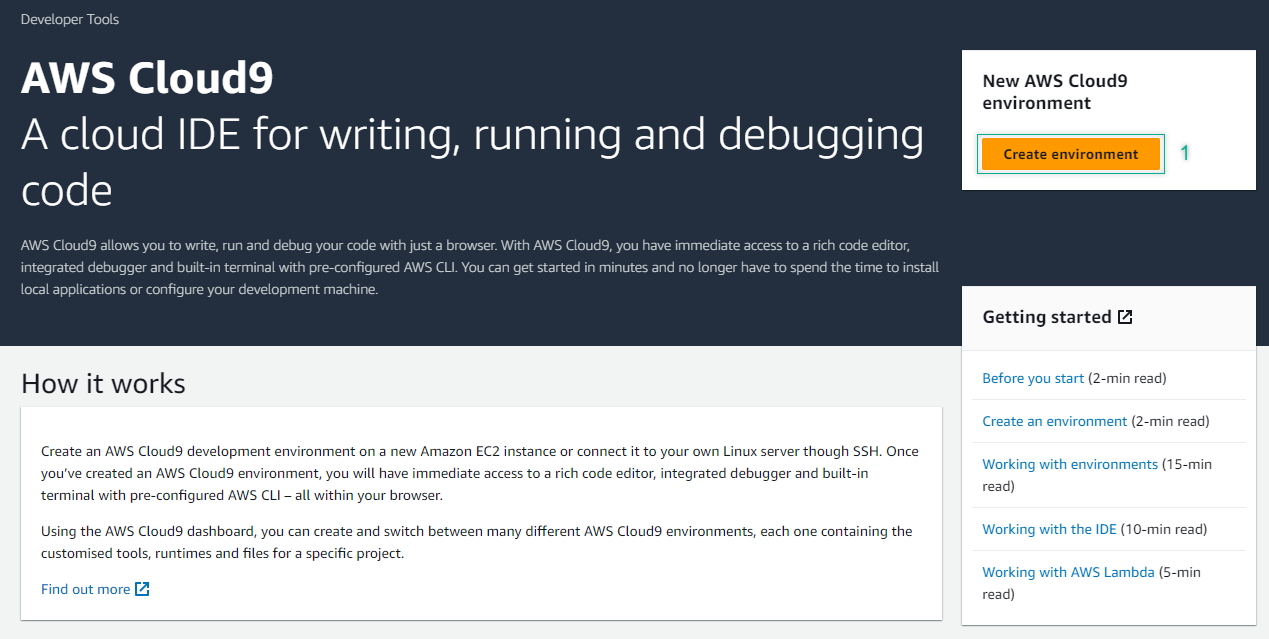 Developer Tools
AWS Cloud9
A cloud IDE for writing, running and debugging
code
AWS Cloud9 allows you to write, run and debug your code with just a browser. With AWS Cloud9, you have immediate access to a rich code editor,
integrated debugger and built-in terminal with pre-configured AWS CLI. You can get started in minutes and no longer have to spend the time to install
local applications or configure your development machine.
New AWS Cloud9
environment
Create environment
1
How it works
Create an AWS Cloud9 development environment on a new Amazon EC2 instance or connect it to your own Linux server though SSH. Once
you’ve created an AWS Cloud9 environment, you will have immediate access to a rich code editor, integrated debugger and built-in
terminal with pre-configured AWS CLI – all within your browser.
Using the AWS Cloud9 dashboard, you can create and switch between many different AWS Cloud9 environments, each one containing the
customised tools, runtimes and files for a specific project.
Find out more
Getting started
Before you start (2-min read)
Create an environment (2-min read)
Working with environments (15-min
read)
Working with the IDE (10-min read)
Working with AWS Lambda (5-min
read)